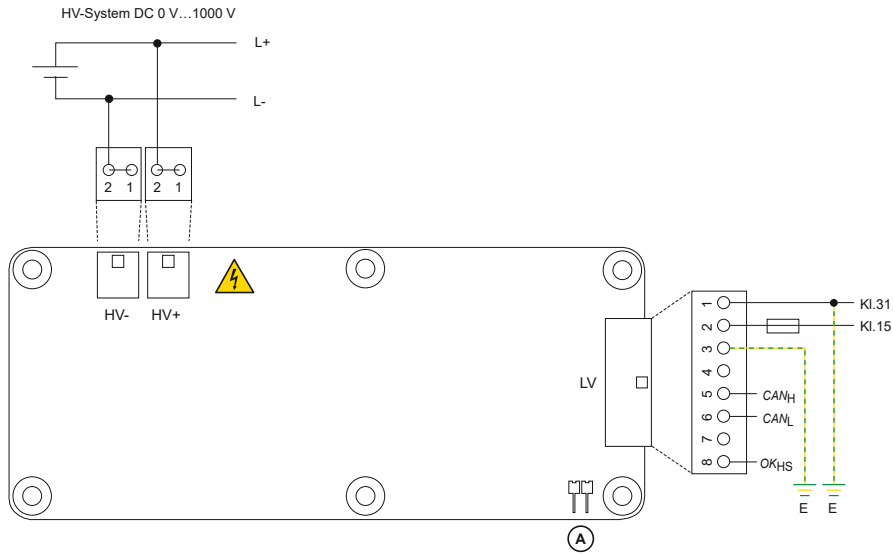 HV-System DC 0 V...1000 V
L+
L-
2 1 2 1
HV- HV+
LV
1
2
3
4
5
6
7
8
Kl.31
Kl.15
CANH
CANL
OKHS
E E
A